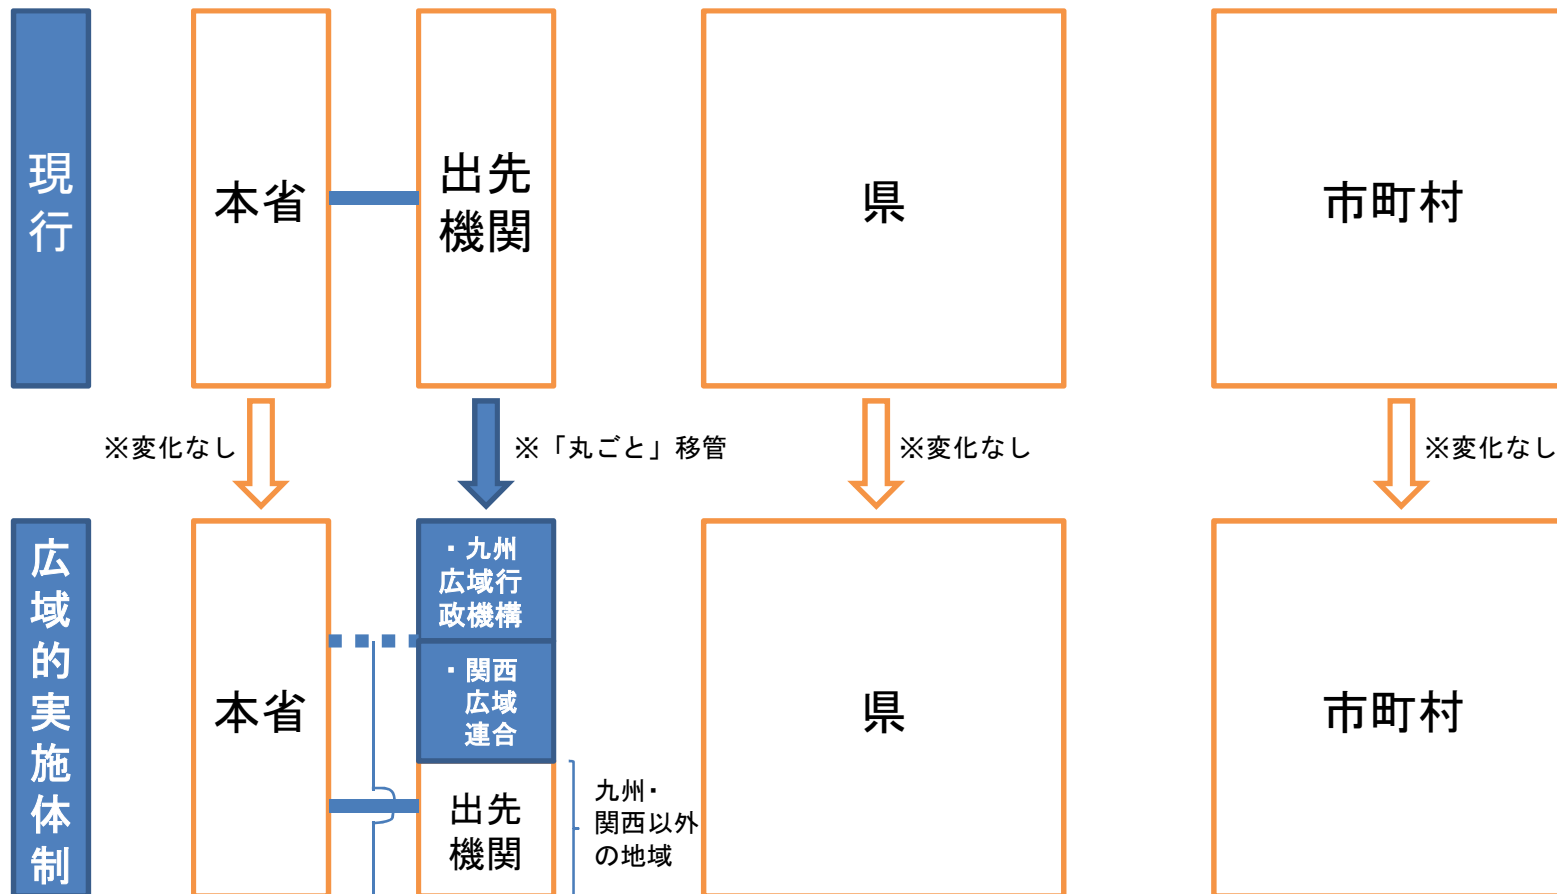 現行
本省
出先
機関
県
市町村
※変化なし
※「丸ごと」移管
※変化なし
※変化なし
広域的実施体制
本省
・九州
広域行
政機構
・関西
広域
連合
出先
機関
九州・
関西以外
の地域
県
市町村